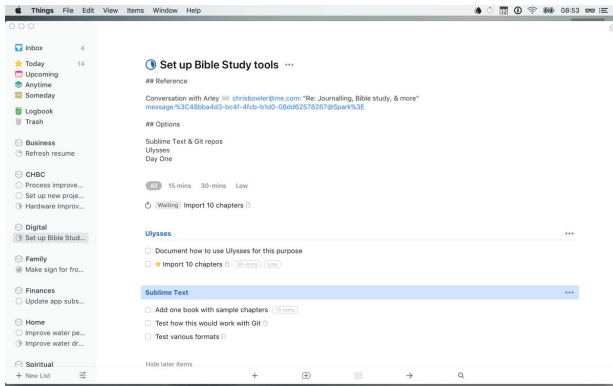 Things File Edit View Items Window Help 08:53
Inbox 4
Today 14
Upcoming
Anytime
Someday
Logbook
Trash
Business
Refresh resume
CHBC
Process improve...
Set up new proje...
Hardware Improv...
Digital
Set up Bible Stud...
Family
Make sign for fro...
Finances
Update app subs...
Home
Improve water pe...
Improve water dr...
Spiritual
+ New List
Set up Bible Study tools ...
## Reference
Conversation with Arley chrisbowler@me.com: "Re: Journalling, Bible study, & more"
message:%3C48bba4d3-bc4f-4fcb-b1d0-08dd62578287@Spark%3E
## Options
Sublime Text & Git repos
Ulysses
Day One
All 15 mins 30-mins Low
Waiting Import 10 chapters
Ulysses ...
Document how to use Ulysses for this purpose
Import 10 chapters 30-mins Low
Sublime Text ...
Add one book with sample chapters 15 mins
Test how this would work with Git
Test various formats
Hide later items